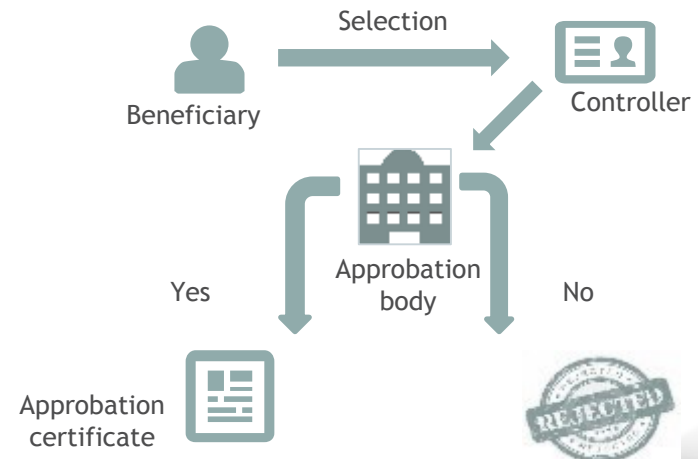 Selection
Beneficiary
Controller
Approbation
body
Yes
No
Approbation
certificate
REJECTED